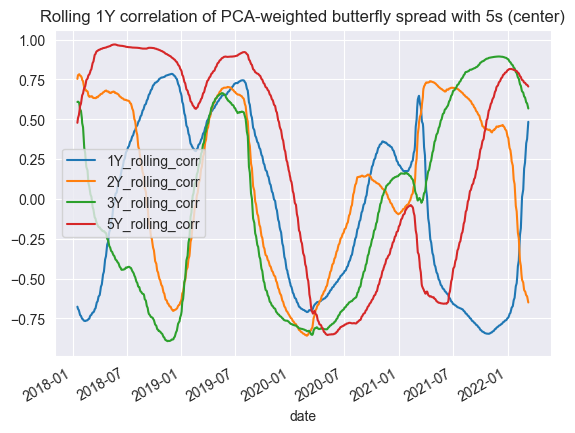 Rolling 1Y correlation of PCA-weighted butterfly spread with 5s (center)
1.00
0.75
0.50
0.25
0.00
−0.25
−0.50
−0.75
1Y_rolling_corr
2Y_rolling_corr
3Y_rolling_corr
5Y_rolling_corr
2018-01
2018-07
2019-01
2019-07
2020-01
2020-07
2021-01
2021-07
2022-01
date